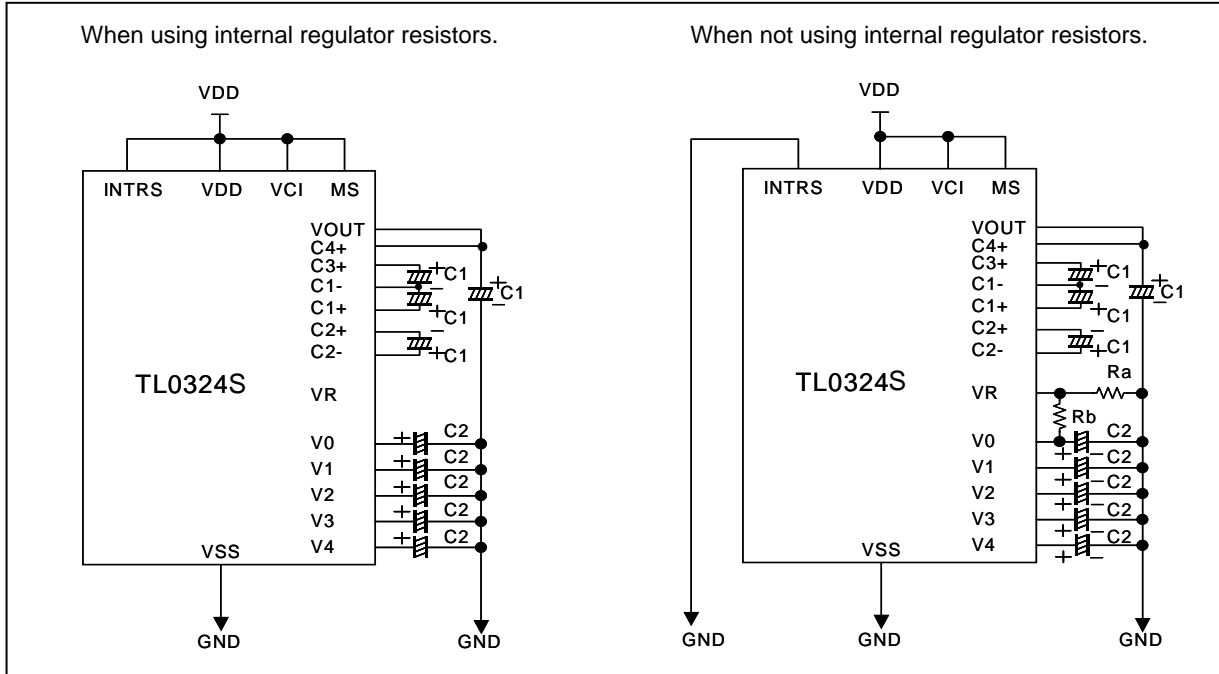 When using internal regulator resistors.
VDD
INTRS VDD VCI MS
VOUT
C4+
C3+
C1-
C1+
C2+
C2-
+ C1
−
+ C1
−
+ C1
+ C1
−
TL0324S
VR
V0
V1
V2
V3
V4
+ C2
+ C2
+ C2
+ C2
+ C2
VSS
GND
GND
When not using internal regulator resistors.
VDD
INTRS VDD VCI MS
VOUT
C4+
C3+
C1-
C1+
C2+
C2-
+ C1
−
+ C1
−
+ C1
+ C1
−
TL0324S
VR
Ra
Rb
V0
V1
V2
V3
V4
C2
+ −
C2
+ −
C2
+ −
C2
+ −
C2
+ −
VSS
GND
GND
GND